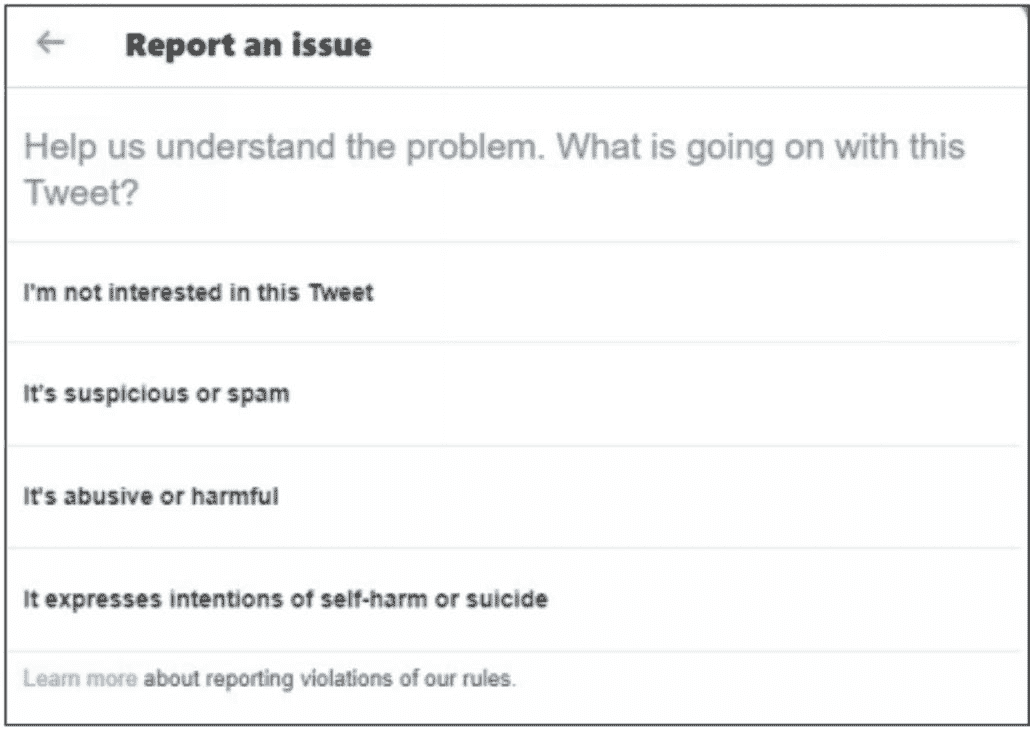 Report an issue
Help us understand the problem. What is going on with this
Tweet?
I'm not interested in this Tweet
It's suspicious or spam
It's abusive or harmful
It expresses intentions of self-harm or suicide
Learn more about reporting violations of our rules.